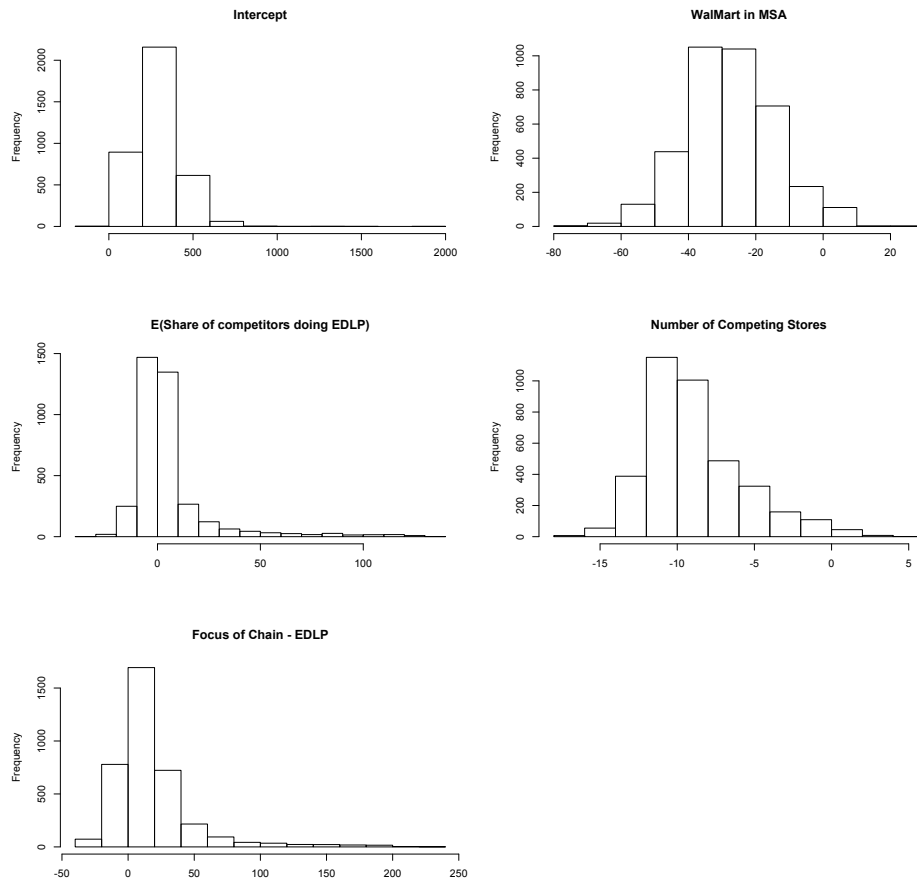 Intercept
Frequency
0 500 1000 1500 2000
0 500 1000 1500 2000
WalMart in MSA
Frequency
0 200 400 600 800 1000
-80 -60 -40 -20 0 20
E(Share of competitors doing EDLP)
Frequency
0 500 1000 1500
0 50 100
Number of Competing Stores
Frequency
0 200 400 600 800 1000
-15 -10 -5 0 5
Focus of Chain - EDLP
Frequency
0 500 1000 1500
-50 0 50 100 150 200 250